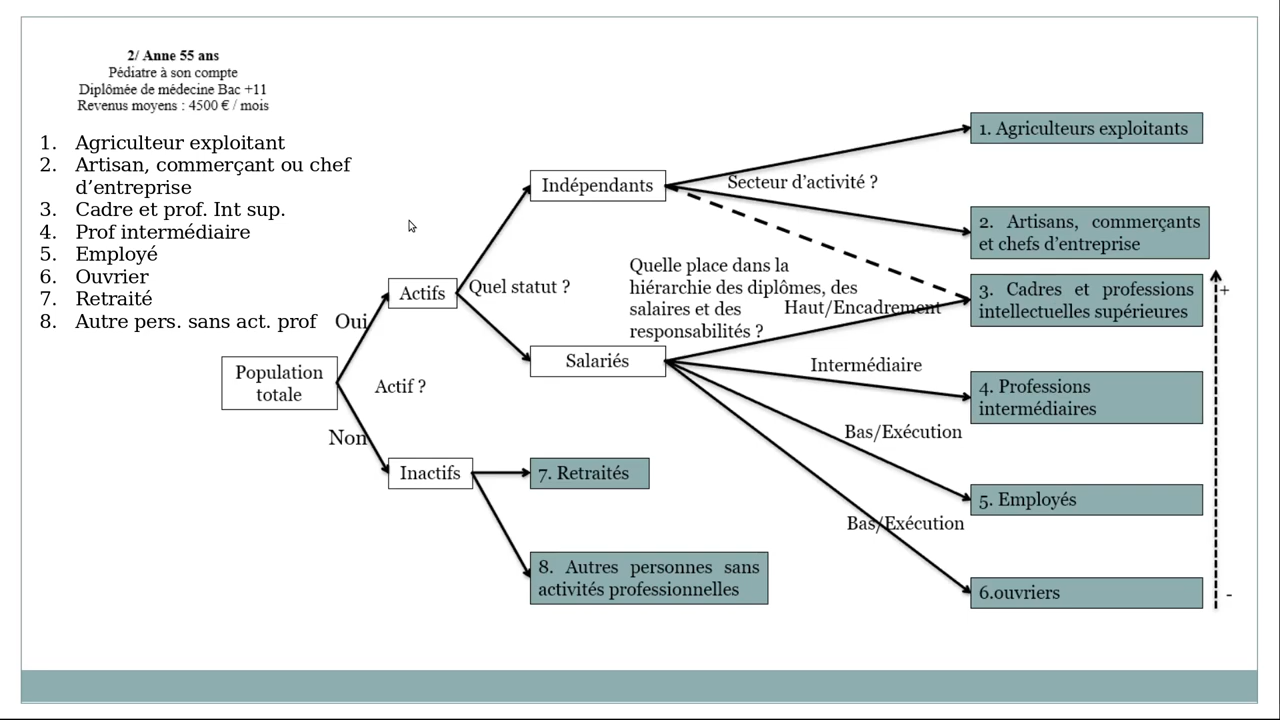 2/ Anne 55 ans
Pédiatre à son compte
Diplômée de médecine Bac +11
Revenus moyens : 4500 € / mois
1. Agriculteur exploitant
2. Artisan, commerçant ou chef
d’entreprise
3. Cadre et prof. Int sup.
4. Prof intermédiaire
5. Employé
6. Ouvrier
7. Retraité
8. Autre pers. sans act. prof
Population
totale
Actif ?
Oui
Non
Actifs
Inactifs
Quel statut ?
Indépendants
Salariés
7. Retraités
8. Autres personnes sans
activités professionnelles
Secteur d’activité ?
Quelle place dans la
hiérarchie des diplômes, des
salaires et des
responsabilités ?
Haut/Encadrement
Intermédiaire
Bas/Exécution
Bas/Exécution
1. Agriculteurs exploitants
2. Artisans, commerçants
et chefs d’entreprise
3. Cadres et professions
intellectuelles supérieures
4. Professions
intermédiaires
5. Employés
6.ouvriers
+
-